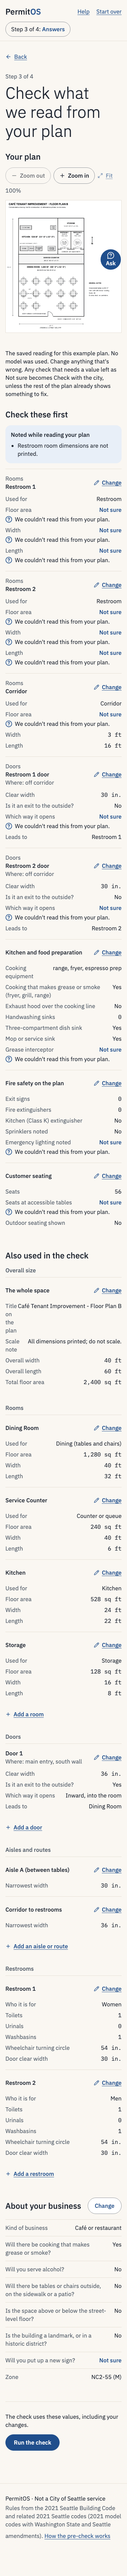 PermitOS Help Start over
Step 3 of 4: Answers
← Back
Step 3 of 4
Check what
we read from
your plan
Your plan
Zoom out Zoom in Fit
100%
Ask
The saved reading for this example plan. No
model was used. Change anything that's
wrong. Any check that needs a value left as
Not sure becomes Check with the city,
unless the rest of the plan already shows
something to fix.
Check these first
Noted while reading your plan
• Restroom room dimensions are not
printed.
Rooms
Restroom 1 Change
Used for Restroom
Floor area Not sure
We couldn't read this from your plan.
Width Not sure
We couldn't read this from your plan.
Length Not sure
We couldn't read this from your plan.
Rooms
Restroom 2 Change
Used for Restroom
Floor area Not sure
We couldn't read this from your plan.
Width Not sure
We couldn't read this from your plan.
Length Not sure
We couldn't read this from your plan.
Rooms
Corridor Change
Used for Corridor
Floor area Not sure
We couldn't read this from your plan.
Width 3 ft
Length 16 ft
Doors
Restroom 1 door Change
Where: off corridor
Clear width 30 in.
Is it an exit to the outside? No
Which way it opens Not sure
We couldn't read this from your plan.
Leads to Restroom 1
Doors
Restroom 2 door Change
Where: off corridor
Clear width 30 in.
Is it an exit to the outside? No
Which way it opens Not sure
We couldn't read this from your plan.
Leads to Restroom 2
Kitchen and food preparation Change
Cooking range, fryer, espresso prep
equipment
Cooking that makes grease or smoke Yes
(fryer, grill, range)
Exhaust hood over the cooking line No
Handwashing sinks 0
Three-compartment dish sink Yes
Mop or service sink Yes
Grease interceptor Not sure
We couldn't read this from your plan.
Fire safety on the plan Change
Exit signs 0
Fire extinguishers 0
Kitchen (Class K) extinguisher No
Sprinklers noted No
Emergency lighting noted Not sure
We couldn't read this from your plan.
Customer seating Change
Seats 56
Seats at accessible tables Not sure
We couldn't read this from your plan.
Outdoor seating shown No
Also used in the check
Overall size
The whole space Change
Title Café Tenant Improvement - Floor Plan B
on
the
plan
Scale All dimensions printed; do not scale.
note
Overall width 40 ft
Overall length 60 ft
Total floor area 2,400 sq ft
Rooms
Dining Room Change
Used for Dining (tables and chairs)
Floor area 1,280 sq ft
Width 40 ft
Length 32 ft
Service Counter Change
Used for Counter or queue
Floor area 240 sq ft
Width 40 ft
Length 6 ft
Kitchen Change
Used for Kitchen
Floor area 528 sq ft
Width 24 ft
Length 22 ft
Storage Change
Used for Storage
Floor area 128 sq ft
Width 16 ft
Length 8 ft
+ Add a room
Doors
Door 1 Change
Where: main entry, south wall
Clear width 36 in.
Is it an exit to the outside? Yes
Which way it opens Inward, into the room
Leads to Dining Room
+ Add a door
Aisles and routes
Aisle A (between tables) Change
Narrowest width 30 in.
Corridor to restrooms Change
Narrowest width 36 in.
+ Add an aisle or route
Restrooms
Restroom 1 Change
Who it is for Women
Toilets 1
Urinals 0
Washbasins 1
Wheelchair turning circle 54 in.
Door clear width 30 in.
Restroom 2 Change
Who it is for Men
Toilets 1
Urinals 0
Washbasins 1
Wheelchair turning circle 54 in.
Door clear width 30 in.
+ Add a restroom
About your business Change
Kind of business Café or restaurant
Will there be cooking that makes Yes
grease or smoke?
Will you serve alcohol? No
Will there be tables or chairs outside, No
on the sidewalk or a patio?
Is the space above or below the street- No
level floor?
Is the building a landmark, or in a No
historic district?
Will you put up a new sign? Not sure
Zone NC2-55 (M)
The check uses these values, including your
changes.
Run the check
PermitOS · Not a City of Seattle service
Rules from the 2021 Seattle Building Code
and related 2021 Seattle codes (2021 model
codes with Washington State and Seattle
amendments). How the pre-check works